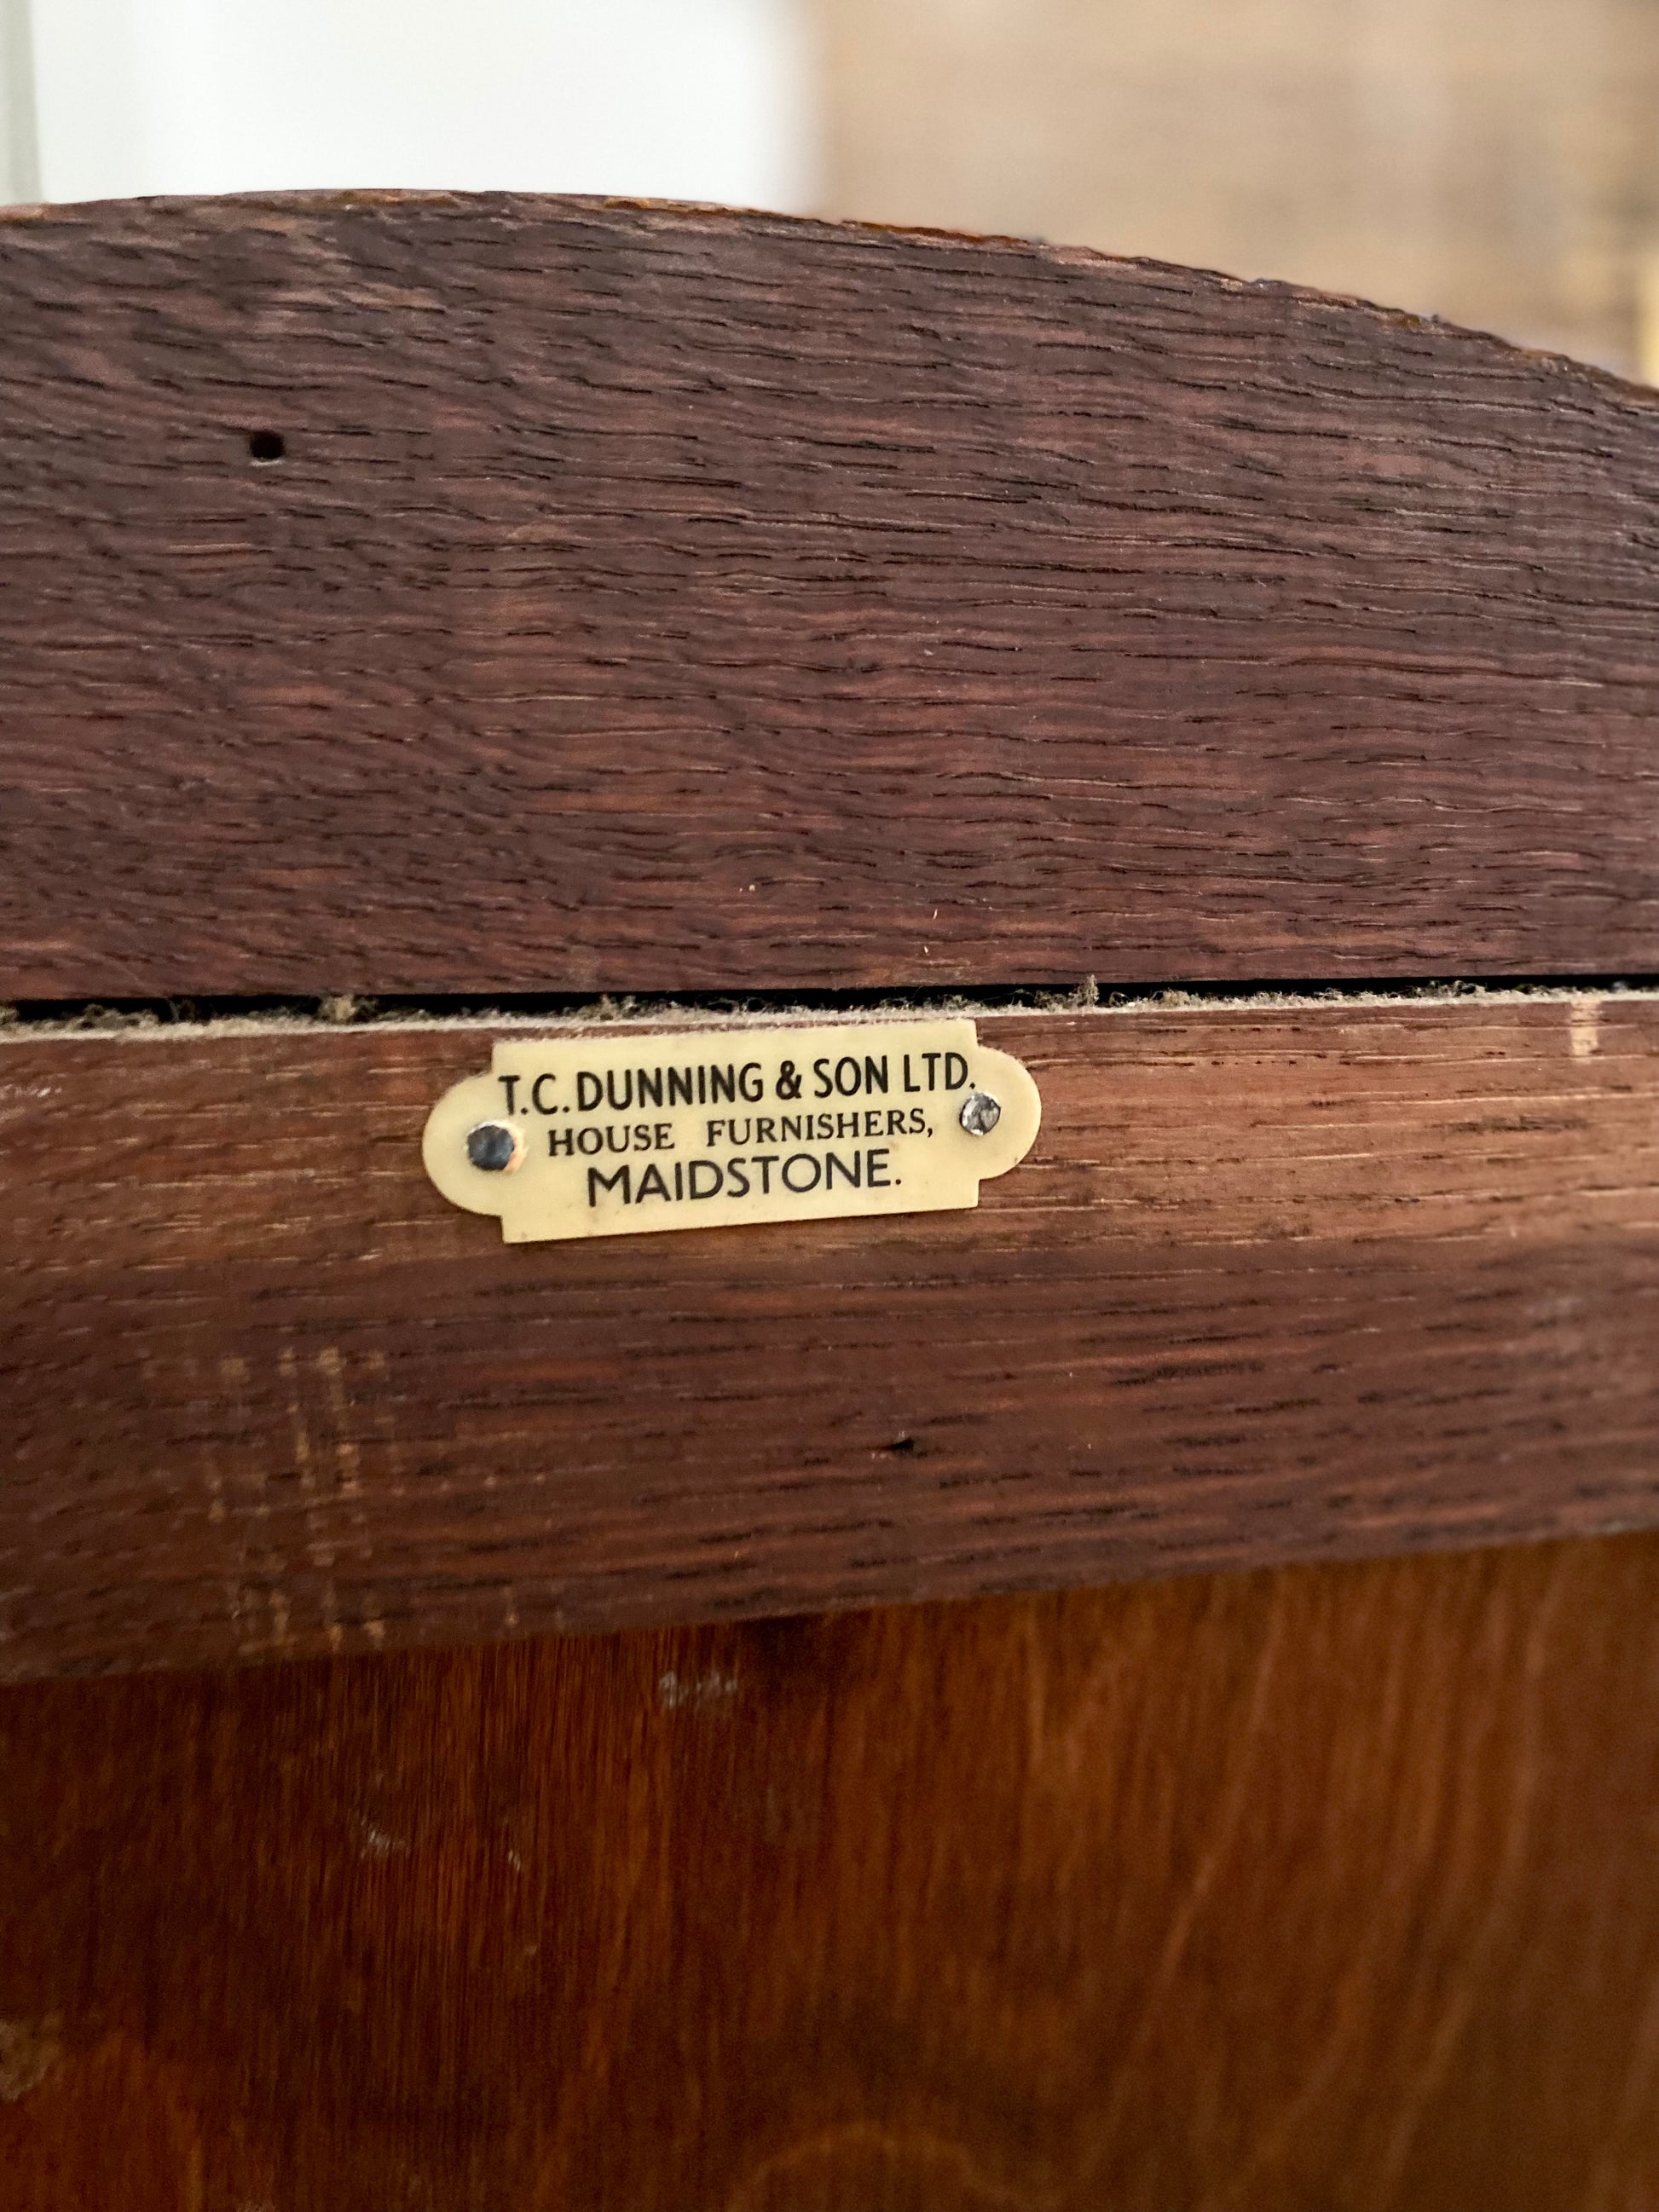 T.C. DUNNING & SON LTD.
HOUSE FURNISHERS,
MAIDSTONE.